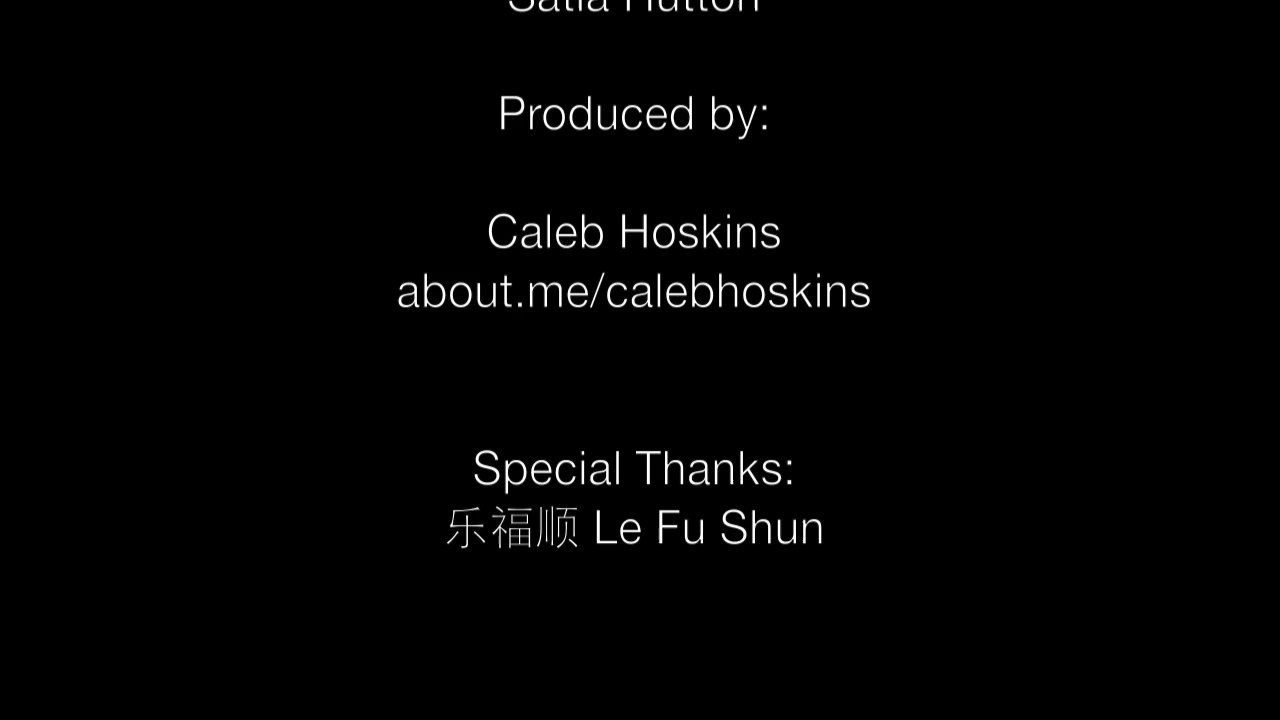 Produced by:
Caleb Hoskins
about.me/calebhoskins
Special Thanks:
乐福顺 Le Fu Shun